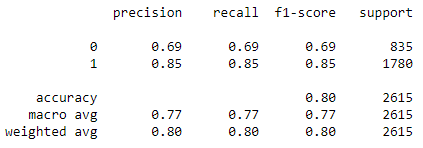 precision recall f1-score support
0 0.69 0.69 0.69 835
1 0.85 0.85 0.85 1780
accuracy 0.80 2615
macro avg 0.77 0.77 0.77 2615
weighted avg 0.80 0.80 0.80 2615